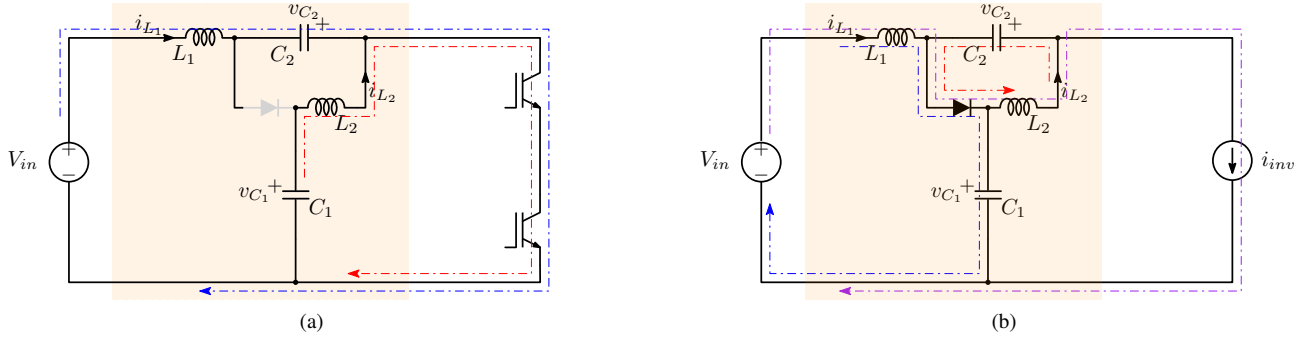 v_{C_2} +
i_{L_1}
L_1
C_2
i_{L_2}
L_2
V_{in}
+
−
v_{C_1} +
C_1
(a)
v_{C_2} +
i_{L_1}
L_1
C_2
i_{L_2}
L_2
V_{in}
+
−
v_{C_1} +
C_1
i_{inv}
(b)